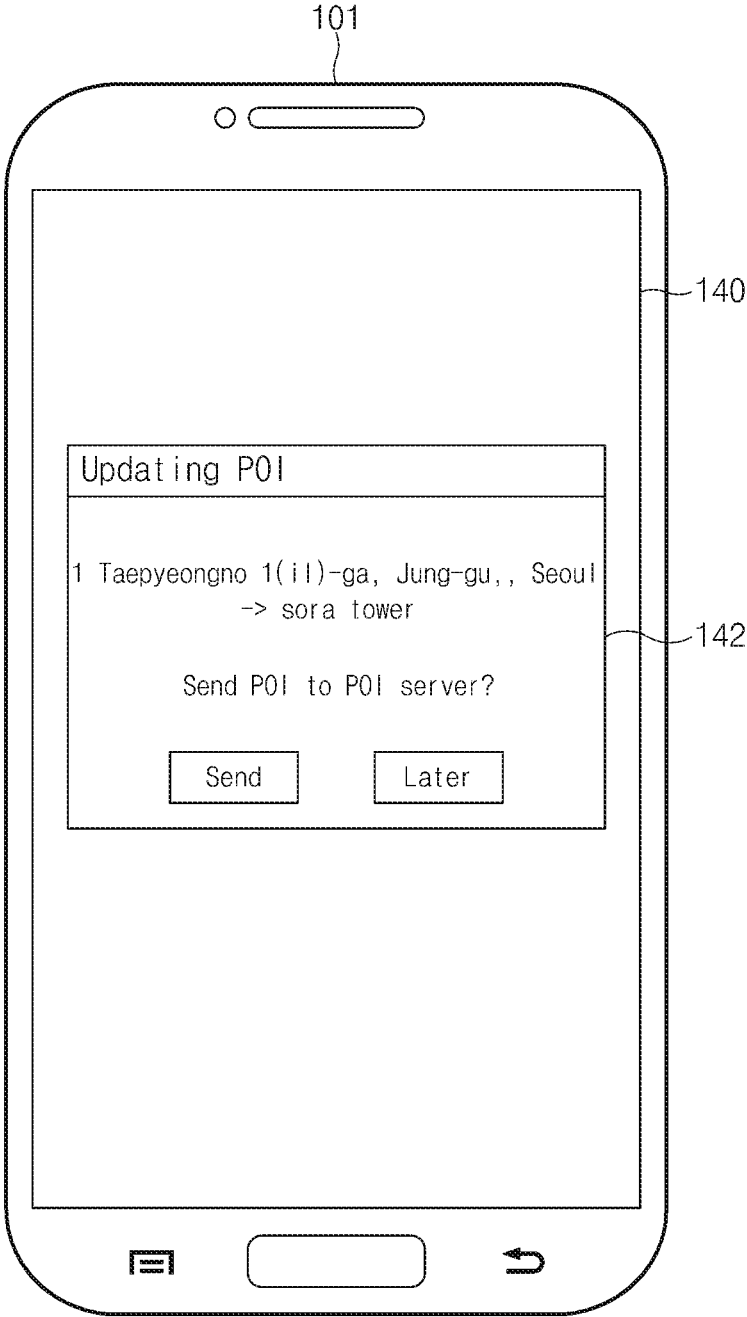 101
140
Updating POI
1 Taepyeongno 1(il)-ga, Jung-gu,, Seoul
-> sora tower
142
Send POI to POI server?
Send
Later